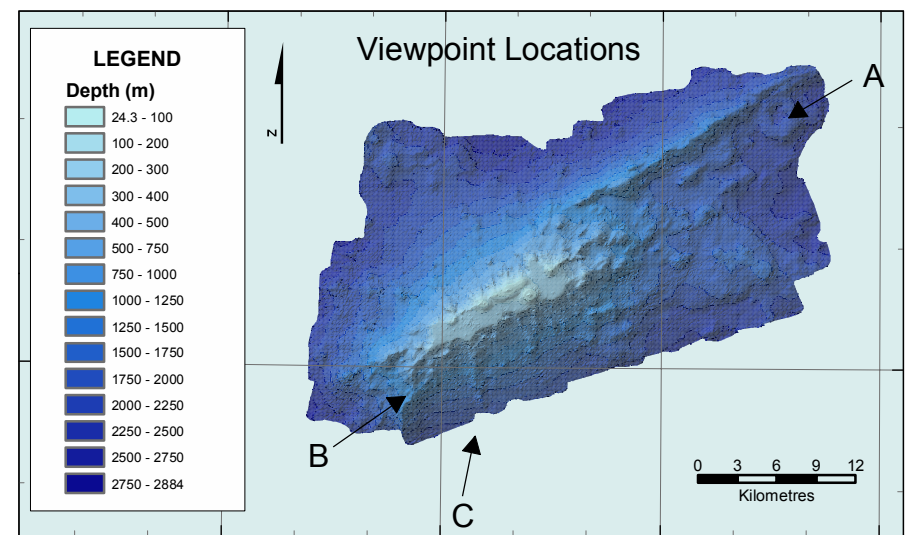 Viewpoint Locations
LEGEND
Depth (m)
24.3 - 100
100 - 200
200 - 300
300 - 400
400 - 500
500 - 750
750 - 1000
1000 - 1250
1250 - 1500
1500 - 1750
1750 - 2000
2000 - 2250
2250 - 2500
2500 - 2750
2750 - 2884
N
A
B
C
0 3 6 9 12
Kilometres